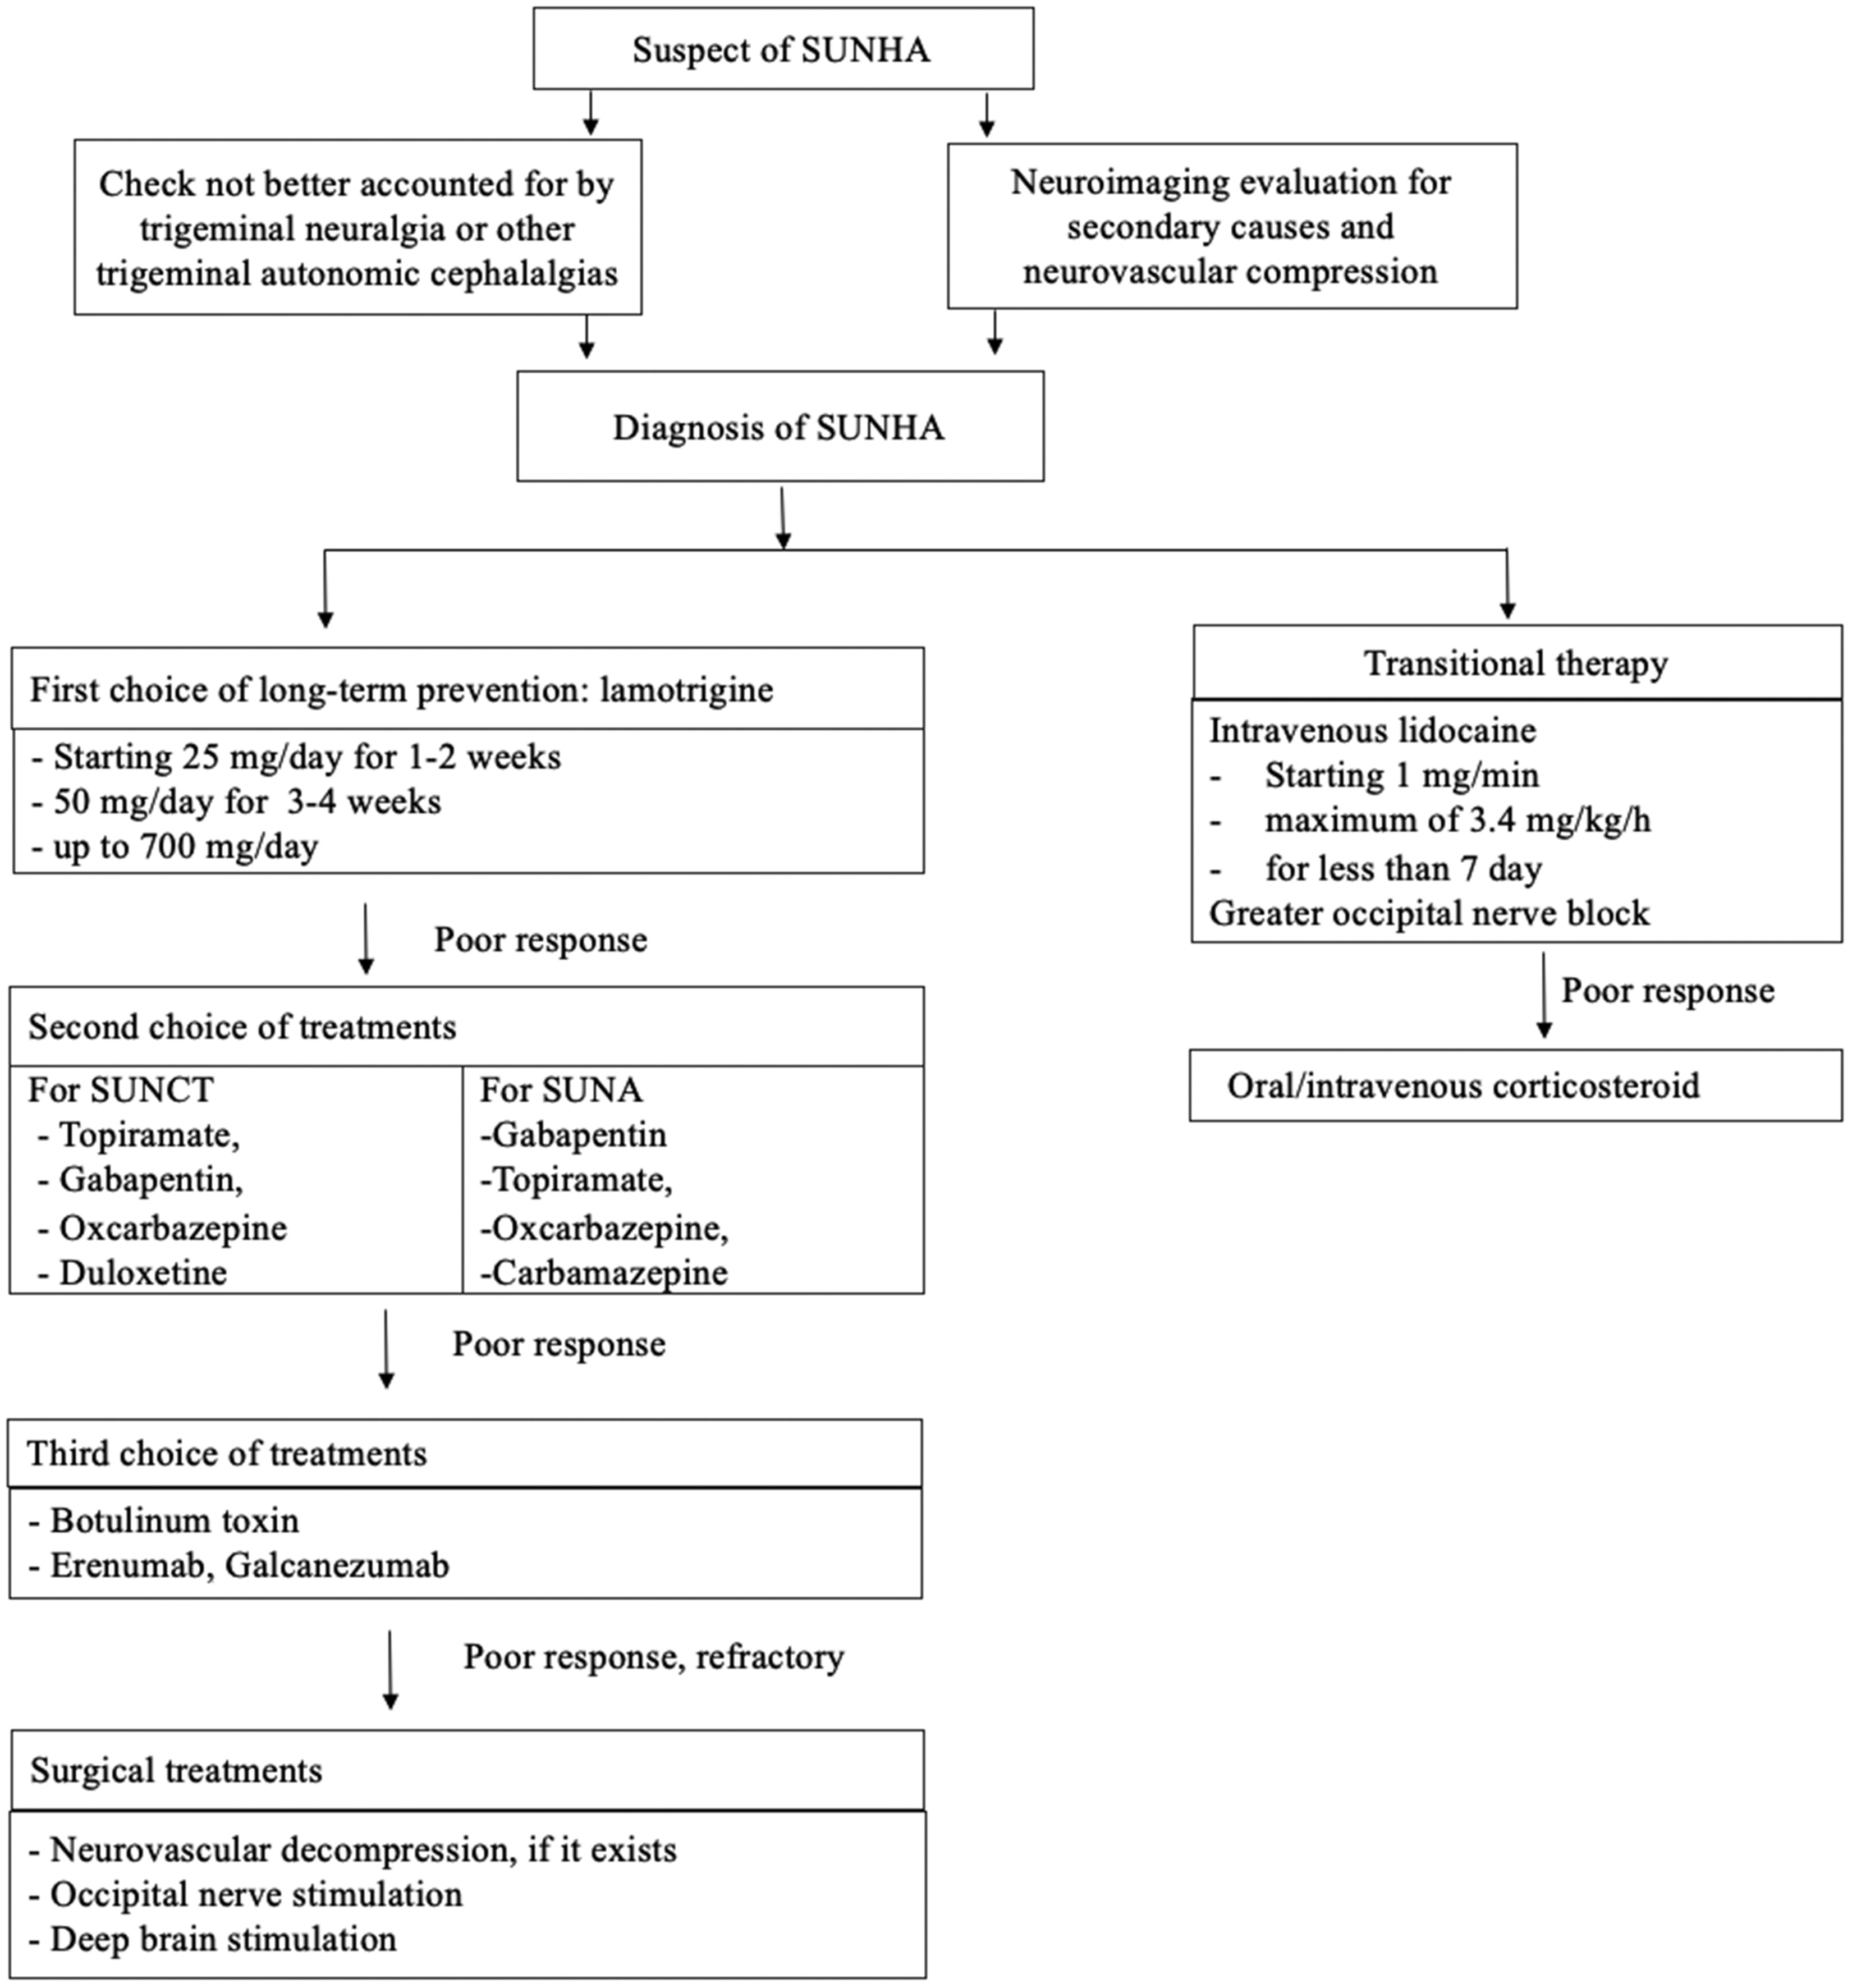 Suspect of SUNHA
Check not better accounted for by
trigeminal neuralgia or other
trigeminal autonomic cephalalgias
Neuroimaging evaluation for
secondary causes and
neurovascular compression
Diagnosis of SUNHA
First choice of long-term prevention: lamotrigine
- Starting 25 mg/day for 1-2 weeks
- 50 mg/day for 3-4 weeks
- up to 700 mg/day
Poor response
Second choice of treatments
For SUNCT
- Topiramate,
- Gabapentin,
- Oxcarbazepine
- Duloxetine
For SUNA
-Gabapentin
-Topiramate,
-Oxcarbazepine,
-Carbamazepine
Poor response
Third choice of treatments
- Botulinum toxin
- Erenumab, Galcanezumab
Poor response, refractory
Surgical treatments
- Neurovascular decompression, if it exists
- Occipital nerve stimulation
- Deep brain stimulation
Transitional therapy
Intravenous lidocaine
- Starting 1 mg/min
- maximum of 3.4 mg/kg/h
- for less than 7 day
Greater occipital nerve block
Poor response
Oral/intravenous corticosteroid